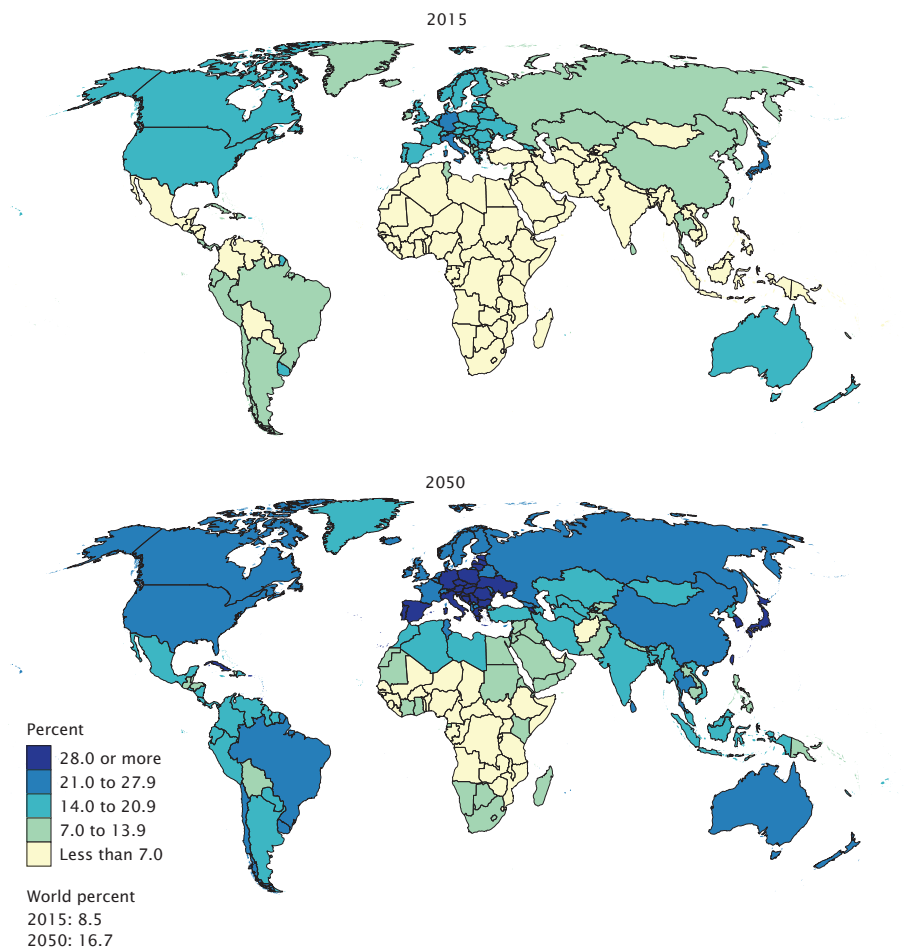 2015
2050
Percent
28.0 or more
21.0 to 27.9
14.0 to 20.9
7.0 to 13.9
Less than 7.0
World percent
2015: 8.5
2050: 16.7